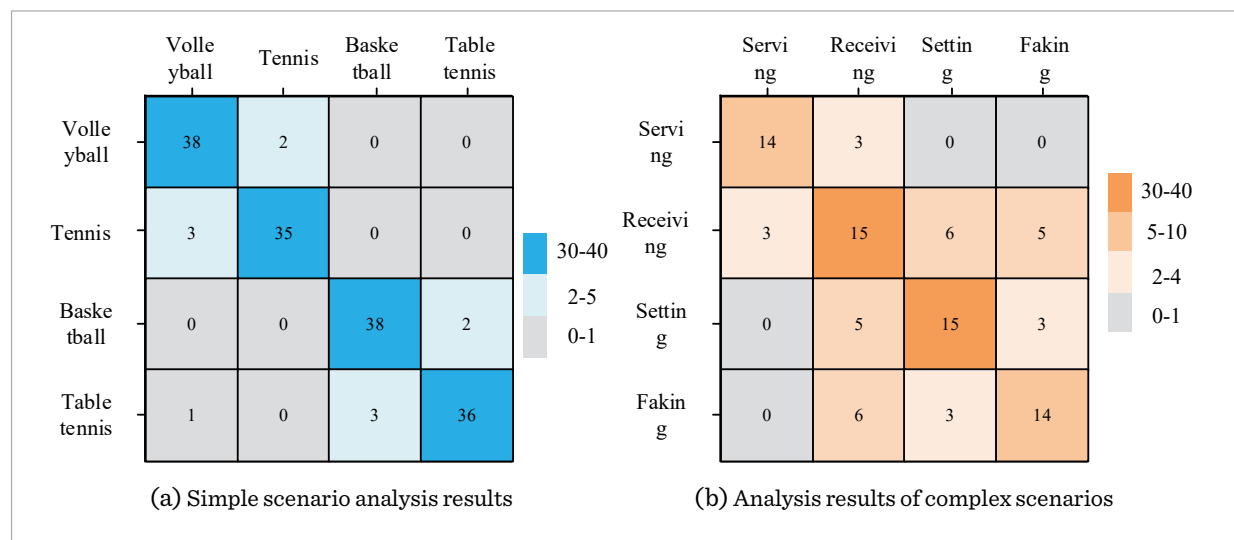 Volle
yball
Tennis
Baske
tball
Table
tennis
Volle
yball
38 2 0 0
Tennis
3 35 0 0
Baske
tball
0 0 38 2
Table
tennis
1 0 3 36
30-40
2-5
0-1
(a) Simple scenario analysis results
Servi
ng
Receivi
ng
Settin
g
Fakin
g
Servi
ng
14 3 0 0
Receivi
ng
3 15 6 5
Settin
g
0 5 15 3
Fakin
g
0 6 3 14
30-40
5-10
2-4
0-1
(b) Analysis results of complex scenarios